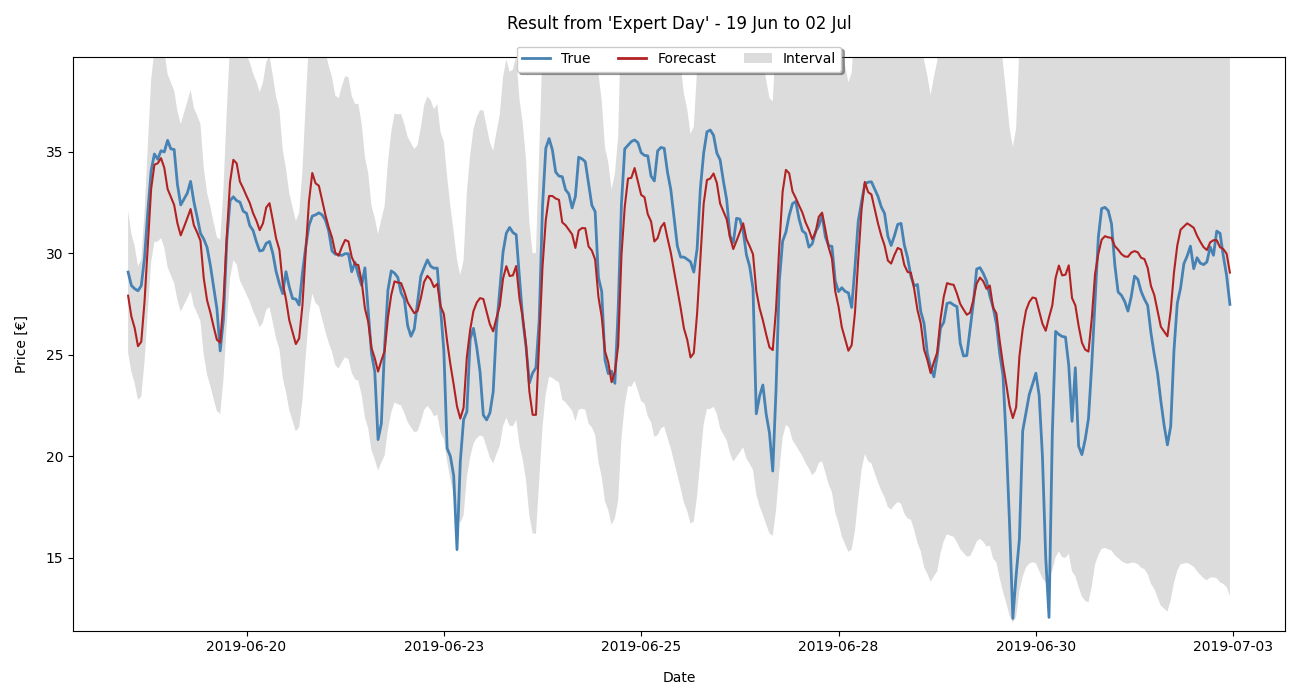 Result from 'Expert Day' - 19 Jun to 02 Jul
True Forecast Interval
35
30
25
20
15
Price [€]
2019-06-20 2019-06-23 2019-06-25 2019-06-28 2019-06-30 2019-07-03
Date